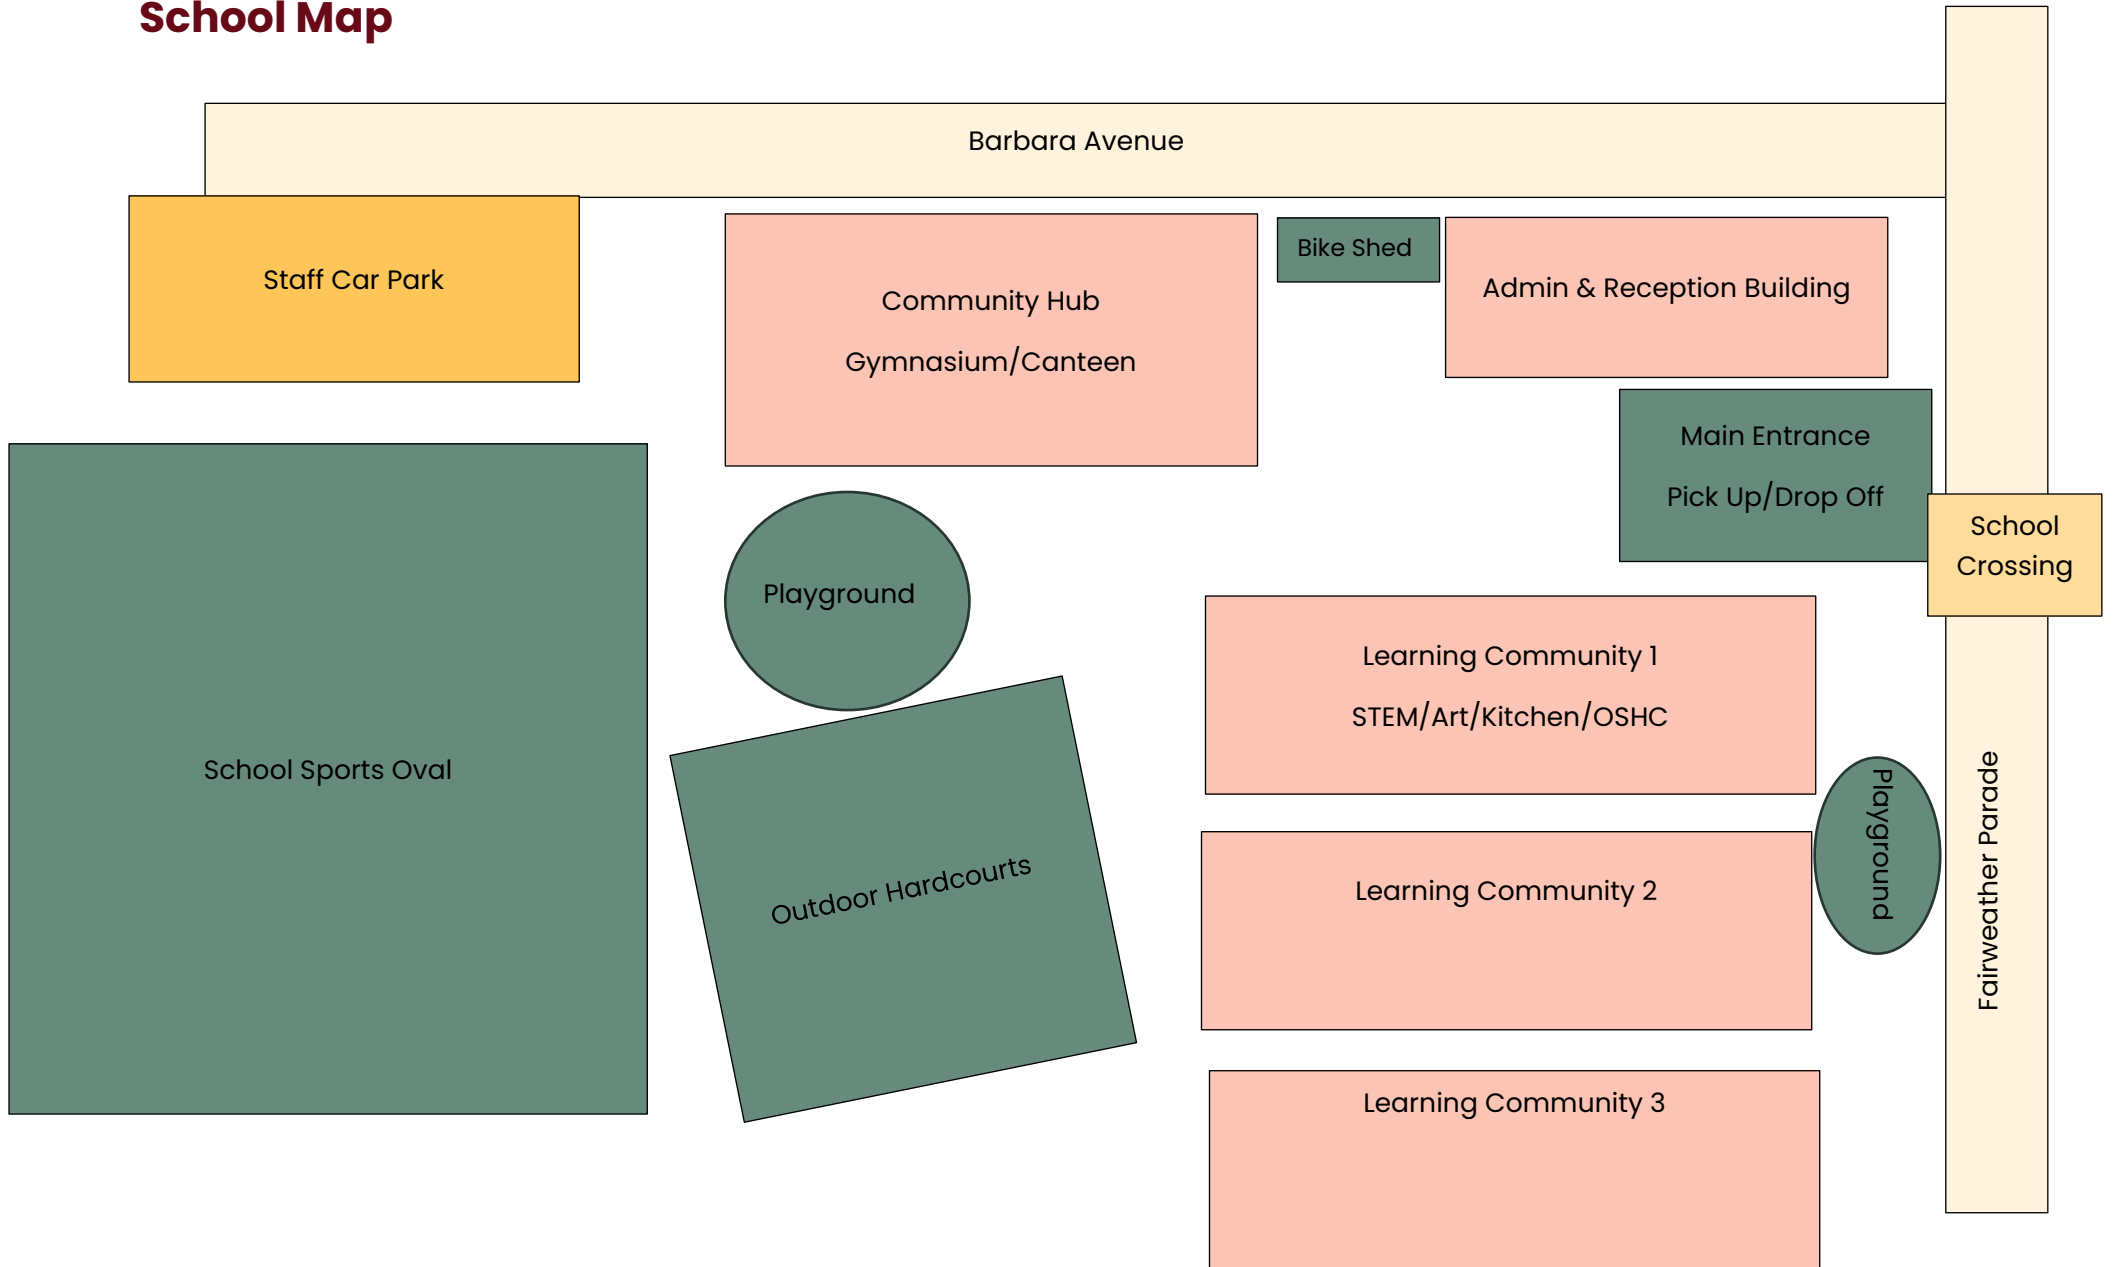 School Map
Barbara Avenue
Staff Car Park
Community Hub
Gymnasium/Canteen
Bike Shed
Admin & Reception Building
Main Entrance
Pick Up/Drop Off
School
Crossing
Playground
Learning Community 1
STEM/Art/Kitchen/OSHC
School Sports Oval
Outdoor Hardcourts
Learning Community 2
Playground
Fairweather Parade
Learning Community 3